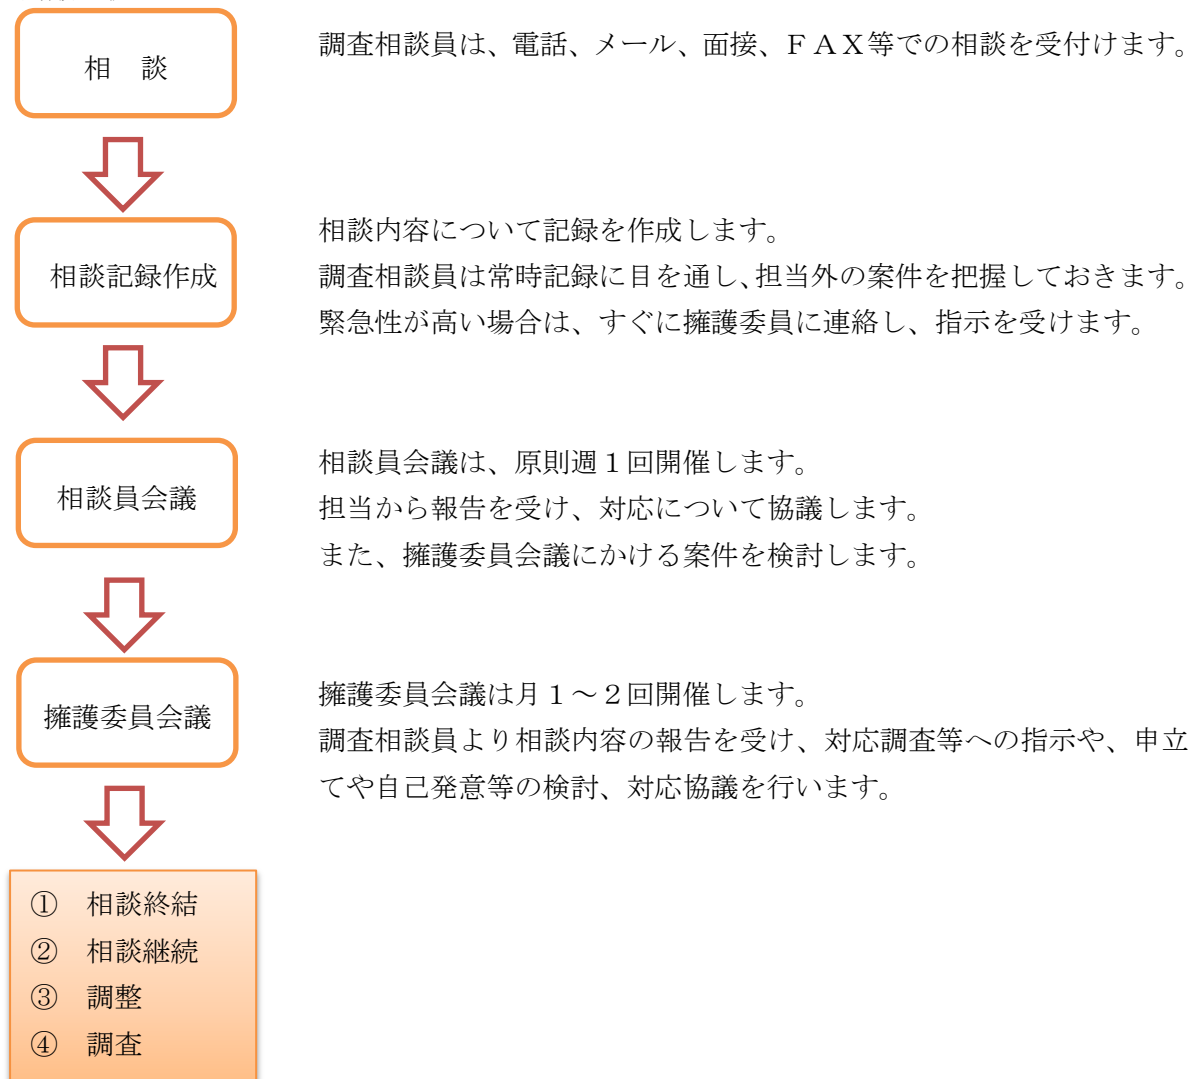 相　談
調査相談員は、電話、メール、面接、ＦＡＸ等での相談を受付けます。
相談記録作成
相談内容について記録を作成します。
調査相談員は常時記録に目を通し、担当外の案件を把握しておきます。
緊急性が高い場合は、すぐに擁護委員に連絡し、指示を受けます。
相談員会議
相談員会議は、原則週１回開催します。
担当から報告を受け、対応について協議します。
また、擁護委員会議にかける案件を検討します。
擁護委員会議
擁護委員会議は月１～２回開催します。
調査相談員より相談内容の報告を受け、対応調査等への指示や、申立
てや自己発意等の検討、対応協議を行います。
①　相談終結
②　相談継続
③　調整
④　調査